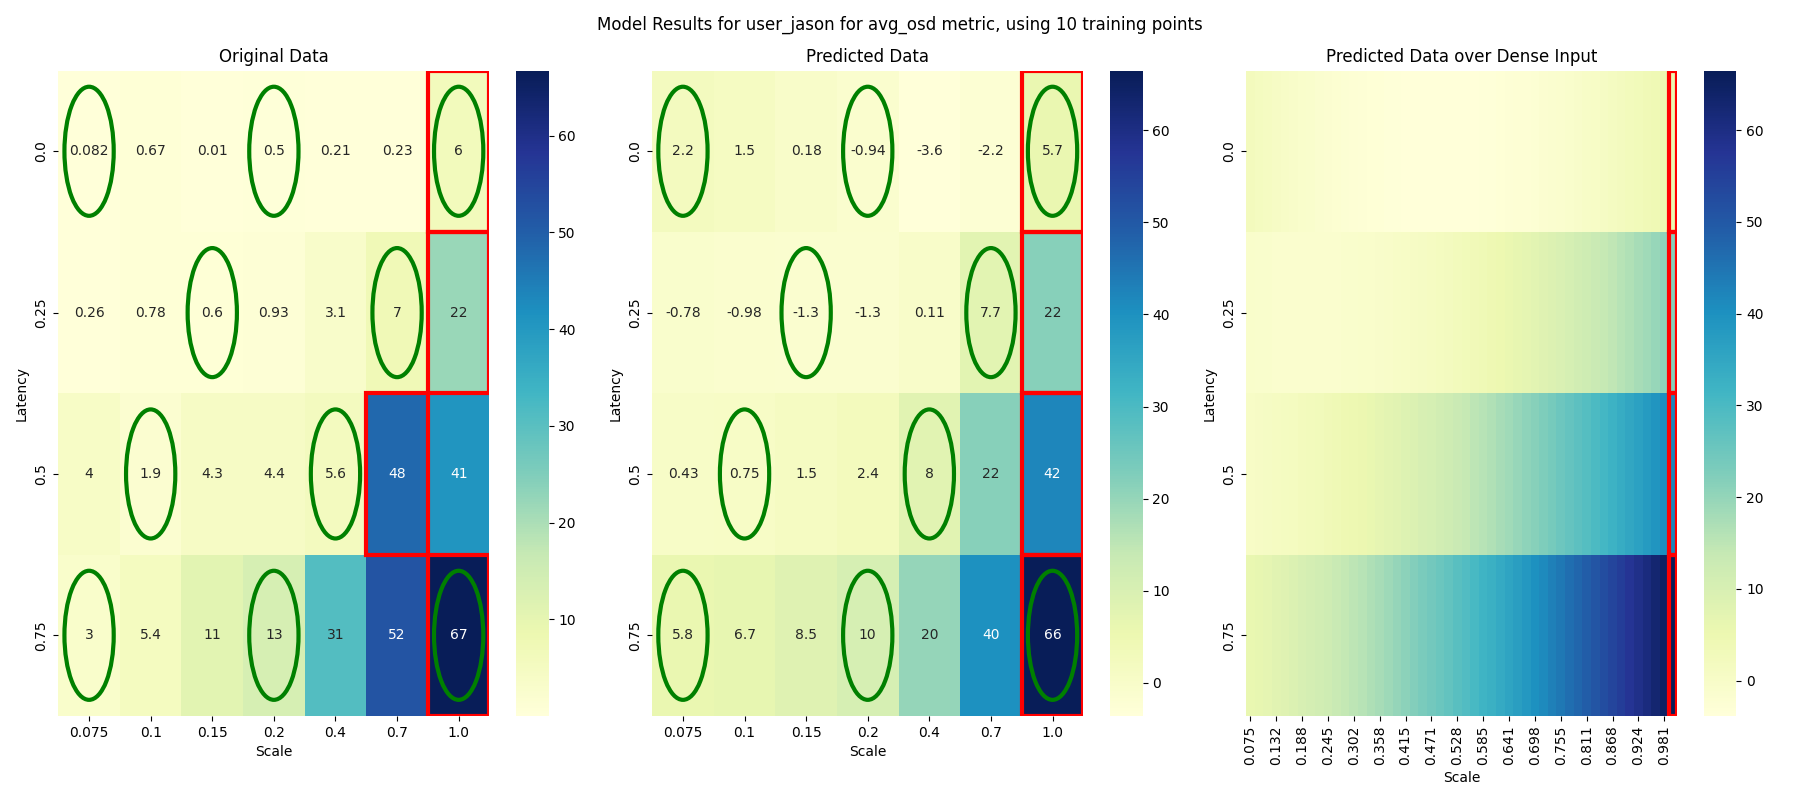 Model Results for user_jason for avg_osd metric, using 10 training points
Original Data
0.082 0.67 0.01 0.5 0.21 0.23 6
0.26 0.78 0.6 0.93 3.1 7 22
4 1.9 4.3 4.4 5.6 48 41
3 5.4 11 13 31 52 67
0.0
0.25
0.5
0.75
Latency
0.075 0.1 0.15 0.2 0.4 0.7 1.0
Scale
60
50
40
30
20
10
Predicted Data
2.2 1.5 0.18 -0.94 -3.6 -2.2 5.7
-0.78 -0.98 -1.3 -1.3 0.11 7.7 22
0.43 0.75 1.5 2.4 8 22 42
5.8 6.7 8.5 10 20 40 66
0.0
0.25
0.5
0.75
Latency
0.075 0.1 0.15 0.2 0.4 0.7 1.0
Scale
60
50
40
30
20
10
0
Predicted Data over Dense Input
0.0
0.25
0.5
0.75
Latency
0.075 0.132 0.188 0.245 0.302 0.358 0.415 0.471 0.528 0.585 0.641 0.698 0.755 0.811 0.868 0.924 0.981
Scale
60
50
40
30
20
10
0